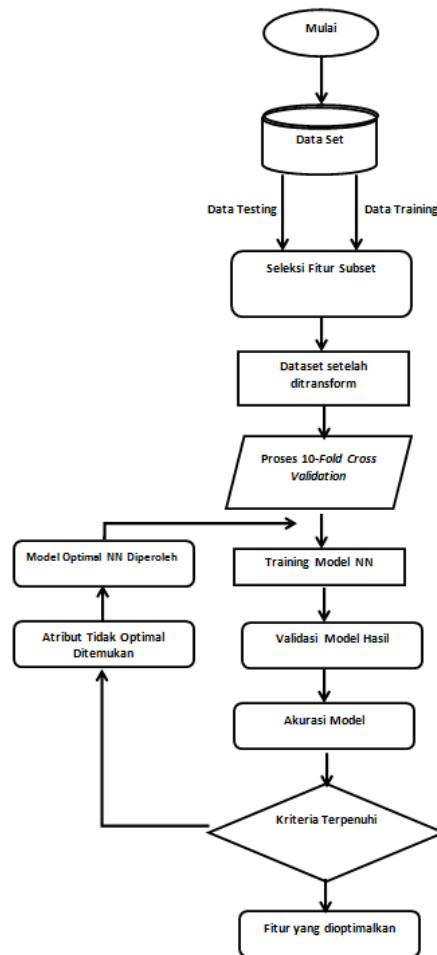 Mulai
Data Set
Data Testing
Data Training
Seleksi Fitur Subset
Dataset setelah
ditransform
Proses 10-Fold Cross
Validation
Model Optimal NN Diperoleh
Training Model NN
Atribut Tidak Optimal
Ditemukan
Validasi Model Hasil
Akurasi Model
Kriteria Terpenuhi
Fitur yang dioptimalkan